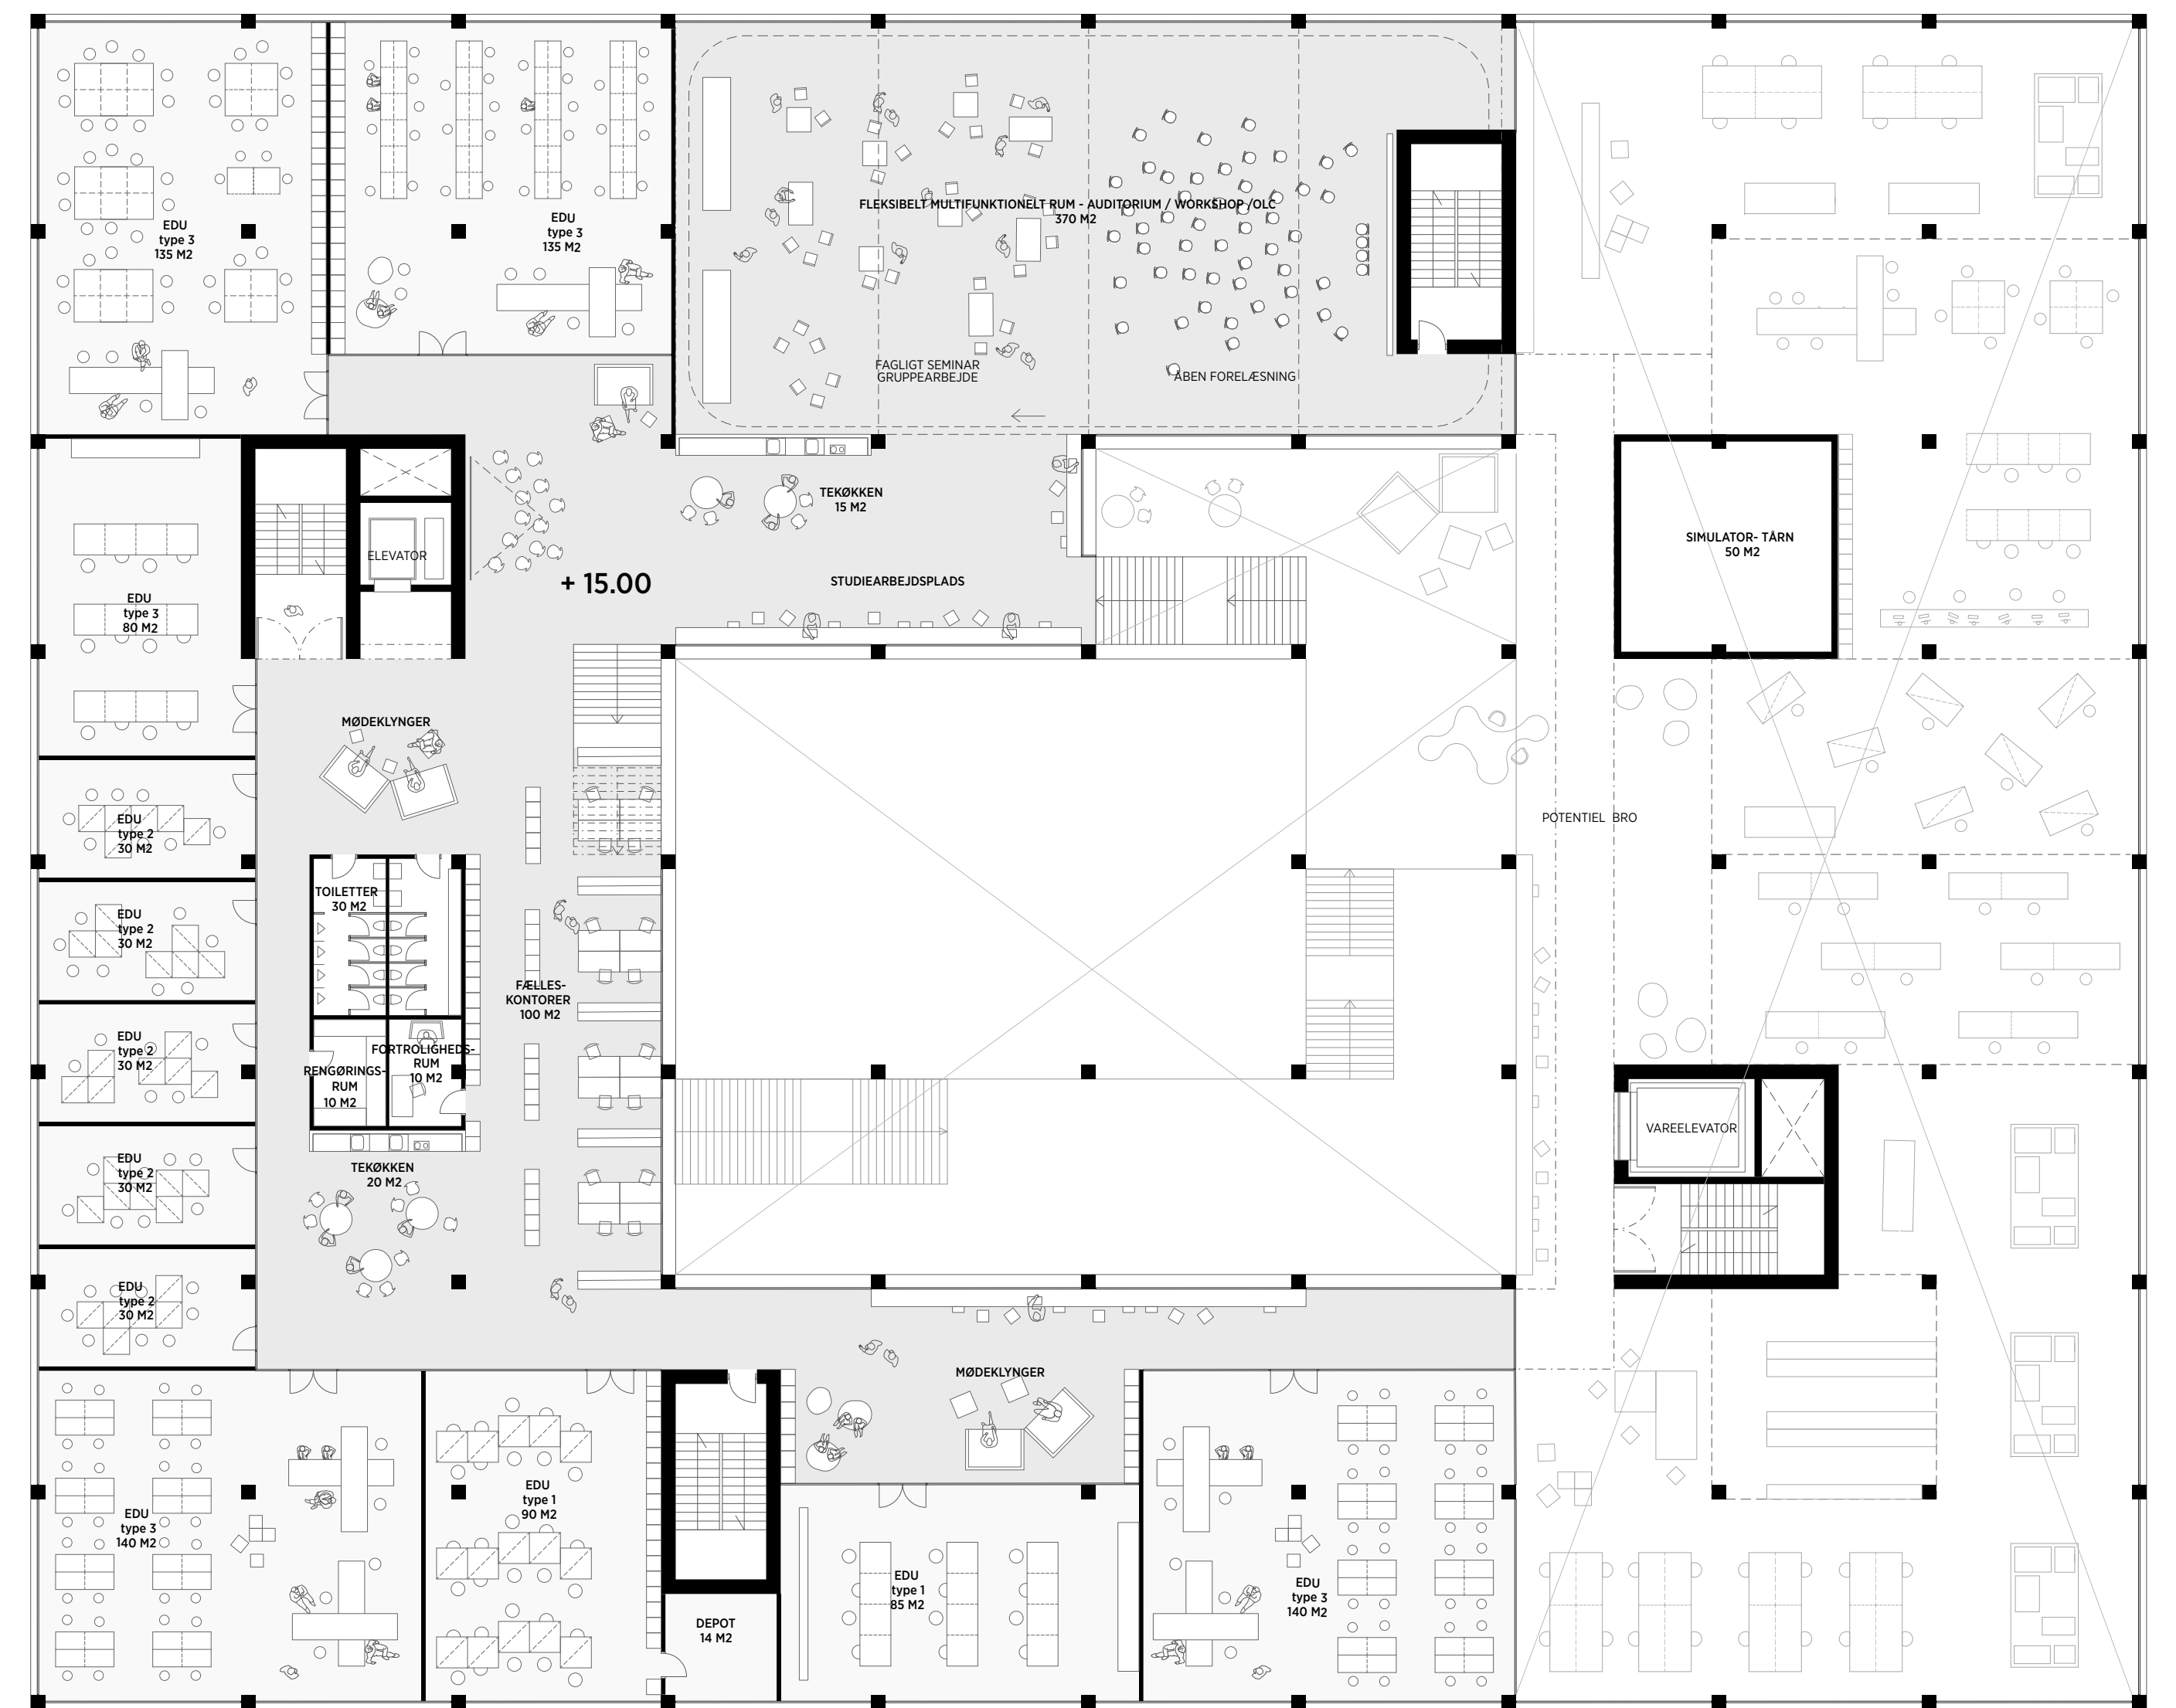 EDU
type 3
135 M2
EDU
type 3
135 M2
FLEKSIBELT MULTIFUNKTIONELT RUM - AUDITORIUM / WORKSHOP /OLC
370 M2
FAGLIGT SEMINAR
GRUPPEARBEJDE
ÅBEN FORELÆSNING
TEKØKKEN
15 M2
ELEVATOR
+ 15.00
STUDIEARBEJDSPLADS
SIMULATOR- TÅRN
50 M2
EDU
type 3
80 M2
MØDEKLYNGER
EDU
type 2
30 M2
POTENTIEL BRO
TOILETTER
30 M2
EDU
type 2
30 M2
FÆLLES-
KONTORER
100 M2
EDU
type 2
30 M2
FORTROLIGHEDS-
RUM
10 M2
RENGØRINGS-
RUM
10 M2
VAREELEVATOR
EDU
type 2
30 M2
TEKØKKEN
20 M2
EDU
type 2
30 M2
MØDEKLYNGER
EDU
type 3
140 M2
EDU
type 1
90 M2
DEPOT
14 M2
EDU
type 1
85 M2
EDU
type 3
140 M2